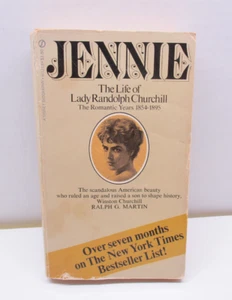 JENNIE
The Life of
Lady Randolph Churchill
The Romantic Years 1854-1895
The scandalous American beauty
who ruled an age and raised a son to shape history,
Winston Churchill
RALPH G. MARTIN
Over seven months
on The New York Times
Bestseller List!